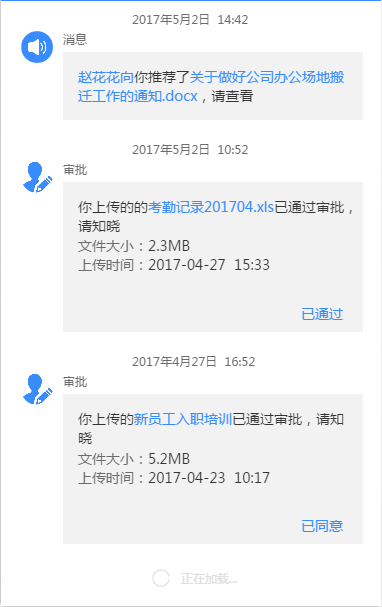 2017年5月2日 14:42
消息
赵花花向你推荐了关于做好公司办公场地搬
迁工作的通知.docx，请查看
2017年5月2日 10:52
审批
你上传的的考勤记录201704.xls已通过审批，
请知晓
文件大小：2.3MB
上传时间：2017-04-27 15:33
已通过
2017年4月27日 16:52
审批
你上传的新员工入职培训已通过审批，请知
晓
文件大小：5.2MB
上传时间：2017-04-23 10:17
已同意
正在加载...